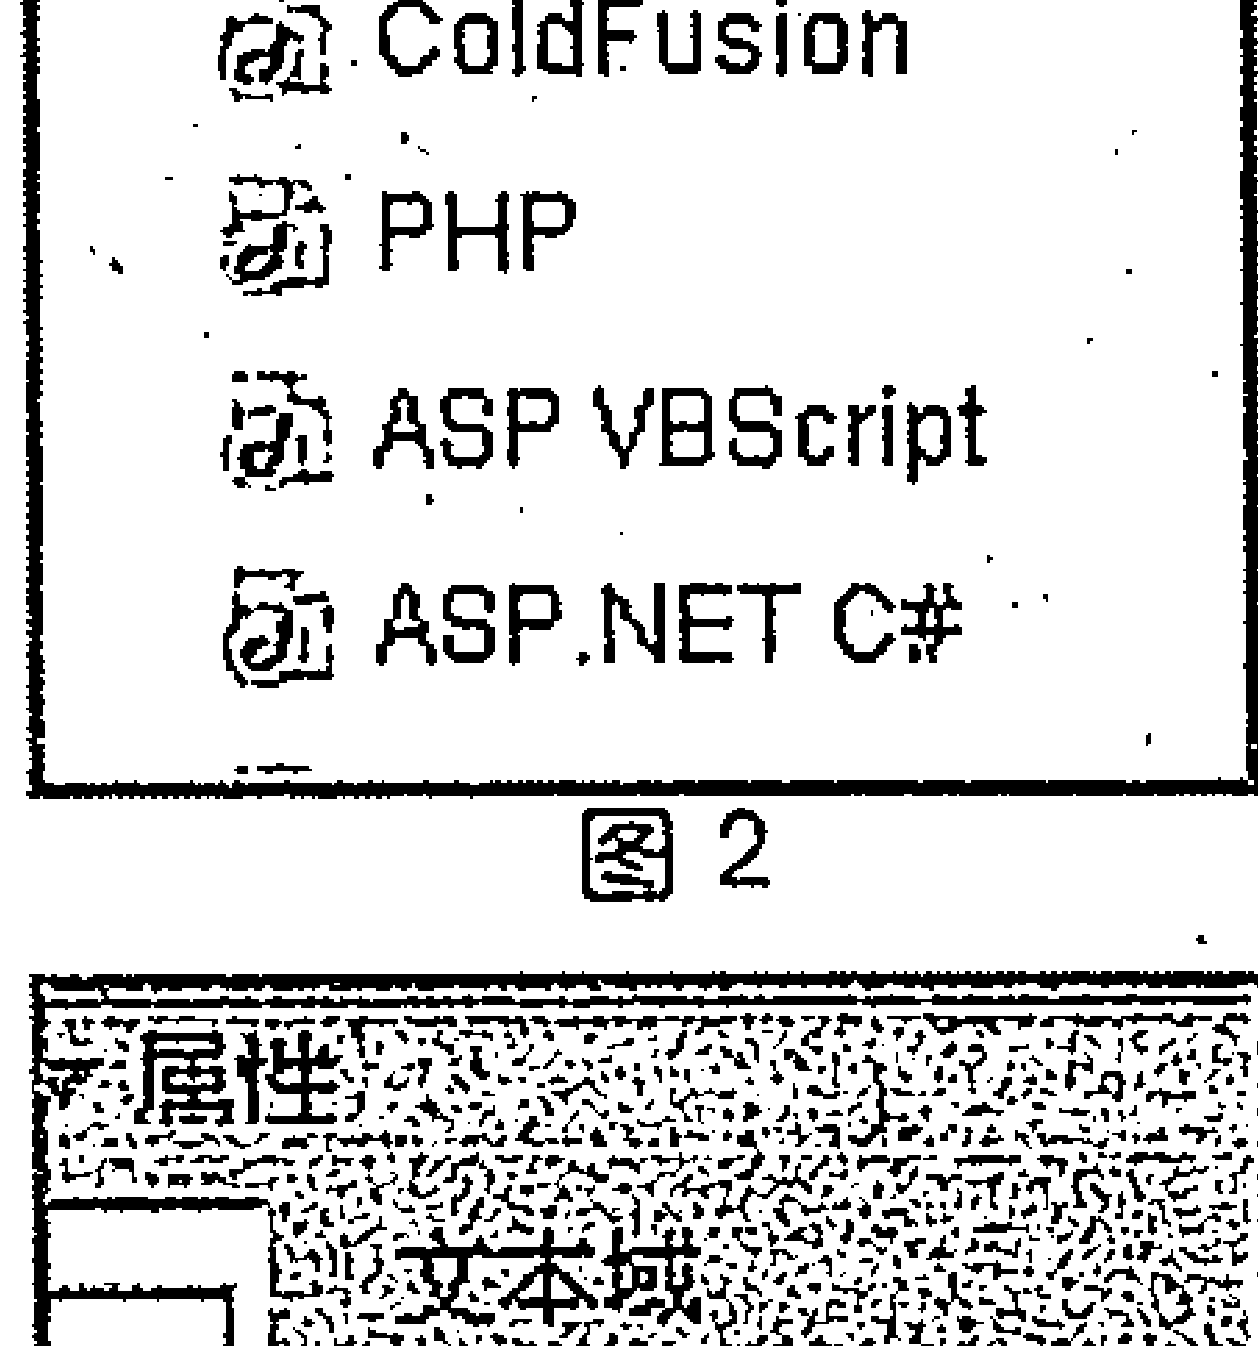 ColdFusion
PHP
ASP VBScript
ASP.NET C#
图 2
属性
文本域